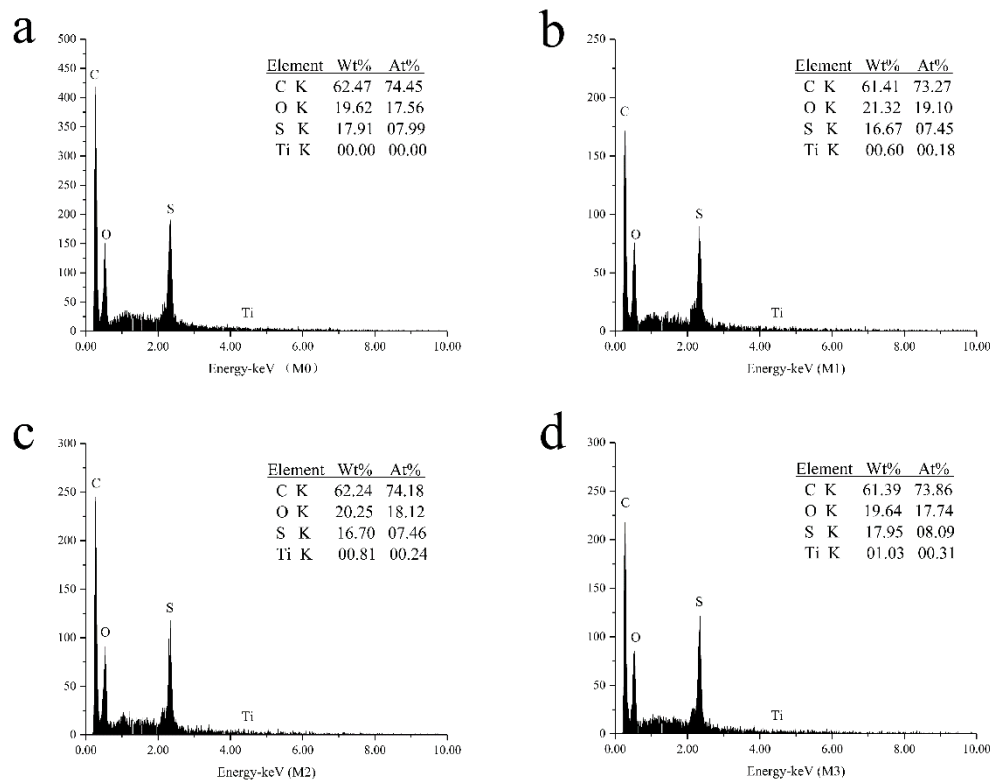 a
500
450
400
350
300
250
200
150
100
50
0
C
O
S
Ti
Element Wt% At%
C K 62.47 74.45
O K 19.62 17.56
S K 17.91 07.99
Ti K 00.00 00.00
0.00 2.00 4.00 6.00 8.00 10.00
Energy-keV （M0）
b
250
200
150
100
50
0
C
O
S
Ti
Element Wt% At%
C K 61.41 73.27
O K 21.32 19.10
S K 16.67 07.45
Ti K 00.60 00.18
0.00 2.00 4.00 6.00 8.00 10.00
Energy-keV (M1)
c
300
250
200
150
100
50
0
C
O
S
Ti
Element Wt% At%
C K 62.24 74.18
O K 20.25 18.12
S K 16.70 07.46
Ti K 00.81 00.24
0.00 2.00 4.00 6.00 8.00 10.00
Energy-keV (M2)
d
300
250
200
150
100
50
0
C
O
S
Ti
Element Wt% At%
C K 61.39 73.86
O K 19.64 17.74
S K 17.95 08.09
Ti K 01.03 00.31
0.00 2.00 4.00 6.00 8.00 10.00
Energy-keV (M3)